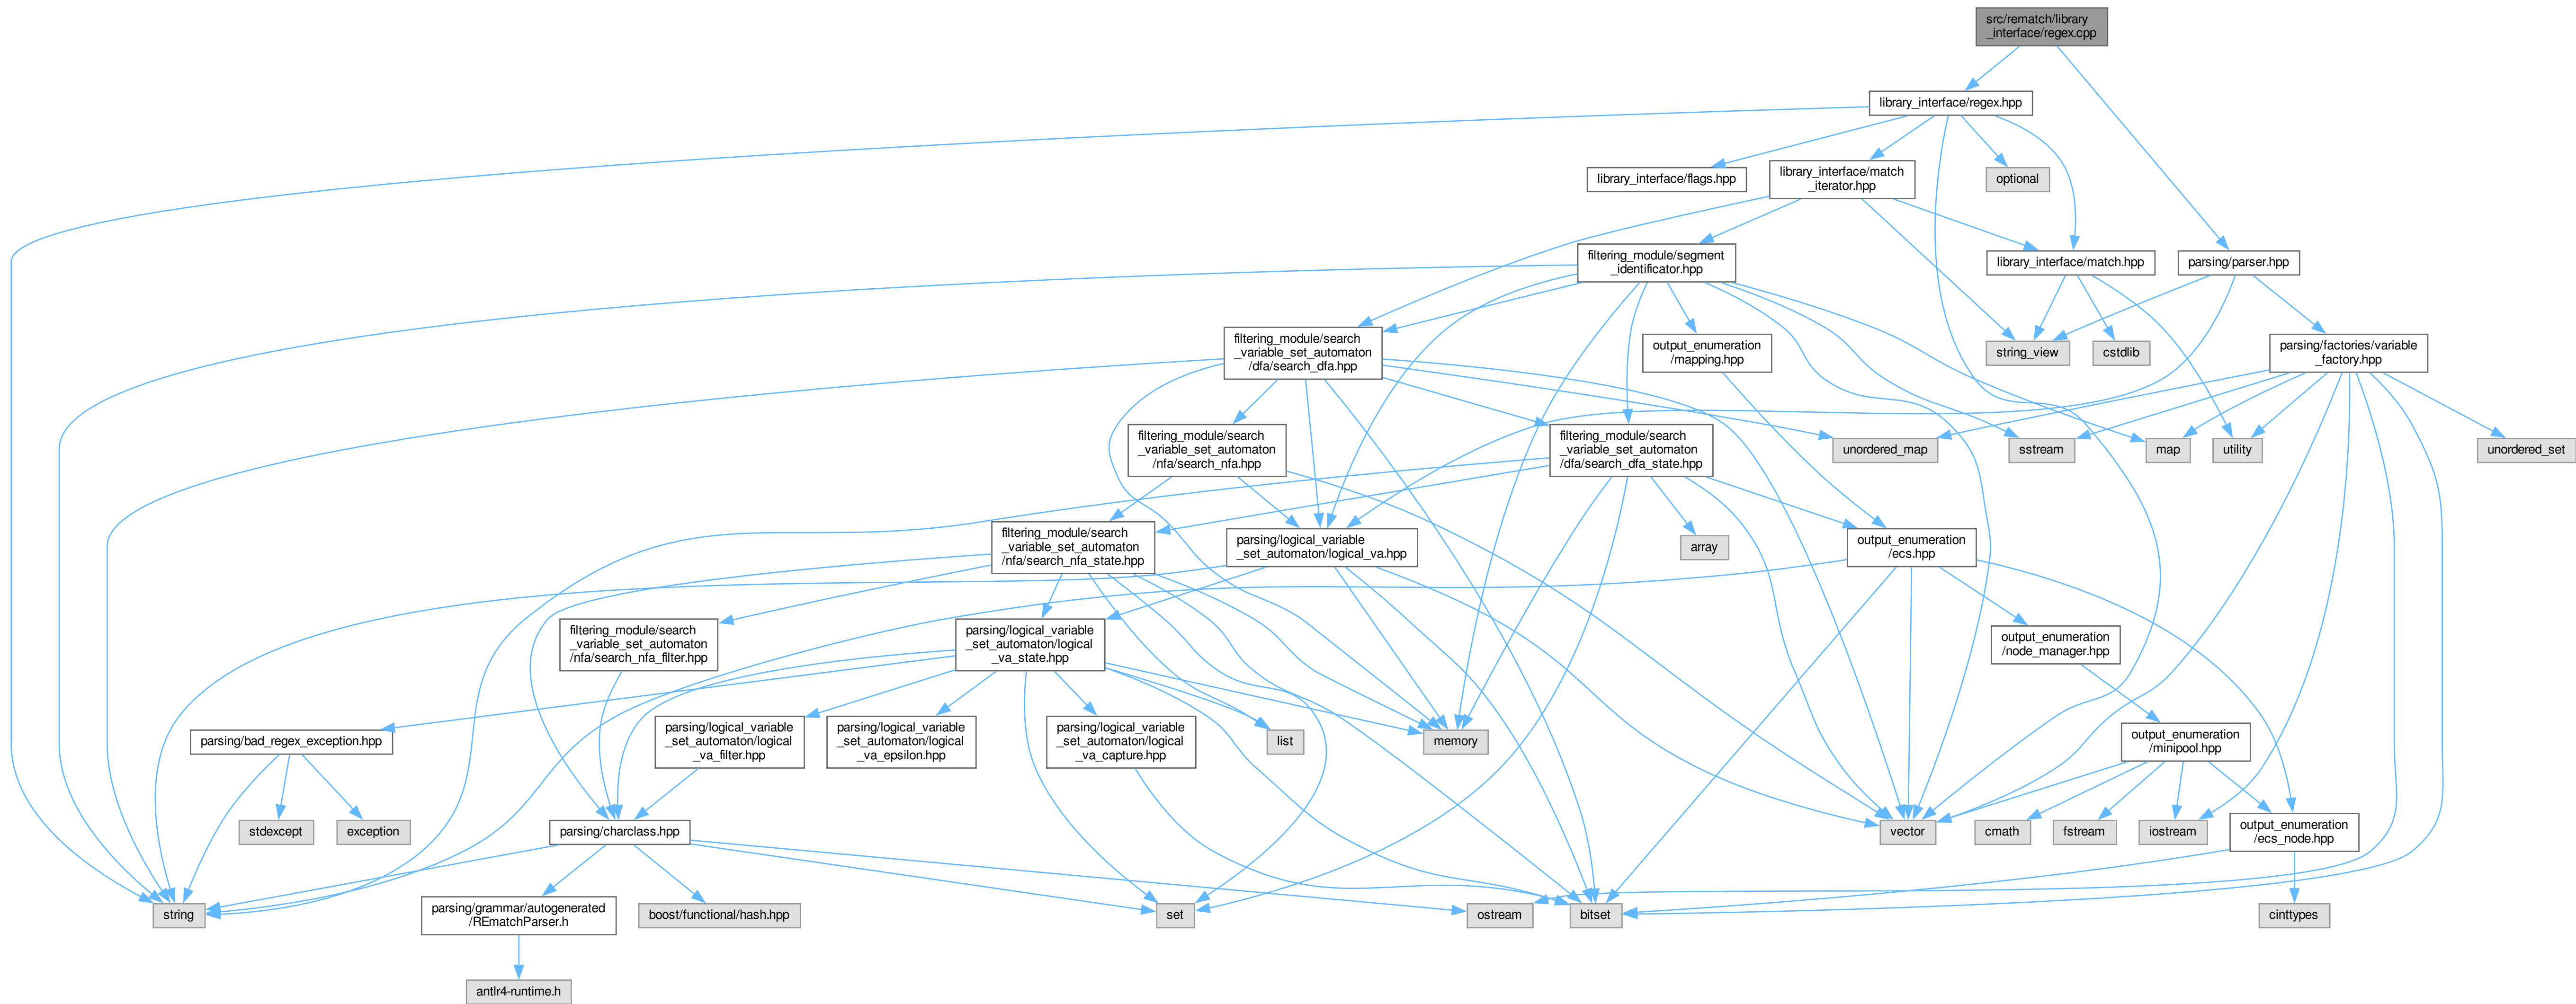 src/rematch/library
_interface/regex.cpp
library_interface/regex.hpp
library_interface/flags.hpp
library_interface/match
_iterator.hpp
optional
filtering_module/segment
_identificator.hpp
library_interface/match.hpp
parsing/parser.hpp
filtering_module/search
_variable_set_automaton
/dfa/search_dfa.hpp
output_enumeration
/mapping.hpp
string_view
cstdlib
parsing/factories/variable
_factory.hpp
filtering_module/search
_variable_set_automaton
/nfa/search_nfa.hpp
filtering_module/search
_variable_set_automaton
/dfa/search_dfa_state.hpp
unordered_map
sstream
map
utility
unordered_set
filtering_module/search
_variable_set_automaton
/nfa/search_nfa_state.hpp
parsing/logical_variable
_set_automaton/logical_va.hpp
array
output_enumeration
/ecs.hpp
filtering_module/search
_variable_set_automaton
/nfa/search_nfa_filter.hpp
parsing/logical_variable
_set_automaton/logical
_va_state.hpp
output_enumeration
/node_manager.hpp
parsing/bad_regex_exception.hpp
parsing/logical_variable
_set_automaton/logical
_va_filter.hpp
parsing/logical_variable
_set_automaton/logical
_va_epsilon.hpp
parsing/logical_variable
_set_automaton/logical
_va_capture.hpp
list
memory
output_enumeration
/minipool.hpp
stdexcept
exception
parsing/charclass.hpp
vector
cmath
fstream
iostream
output_enumeration
/ecs_node.hpp
string
parsing/grammar/autogenerated
/REmatchParser.h
boost/functional/hash.hpp
set
ostream
bitset
cinttypes
antlr4-runtime.h